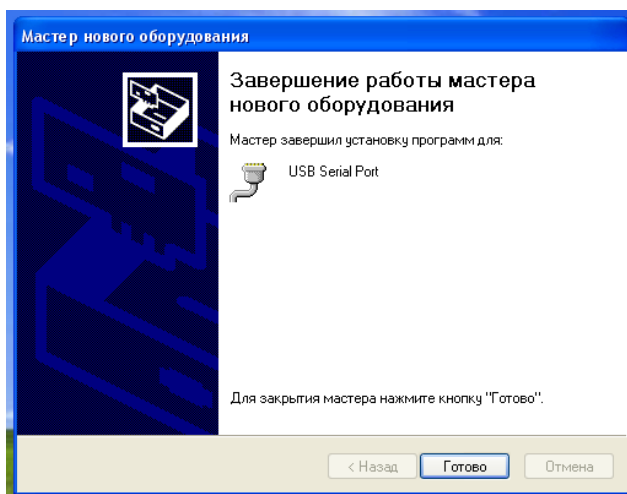 Мастер нового оборудования
Завершение работы мастера
нового оборудования
Мастер завершил установку программ для:
USB Serial Port
Для закрытия мастера нажмите кнопку "Готово".
< Назад
Готово
Отмена